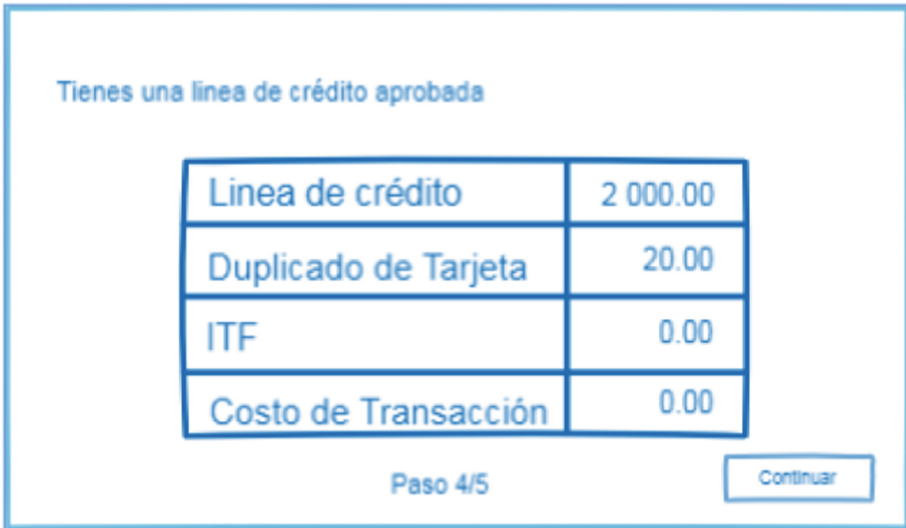 Tienes una linea de crédito aprobada
Linea de crédito 2 000.00
Duplicado de Tarjeta 20.00
ITF 0.00
Costo de Transacción 0.00
Paso 4/5
Continuar